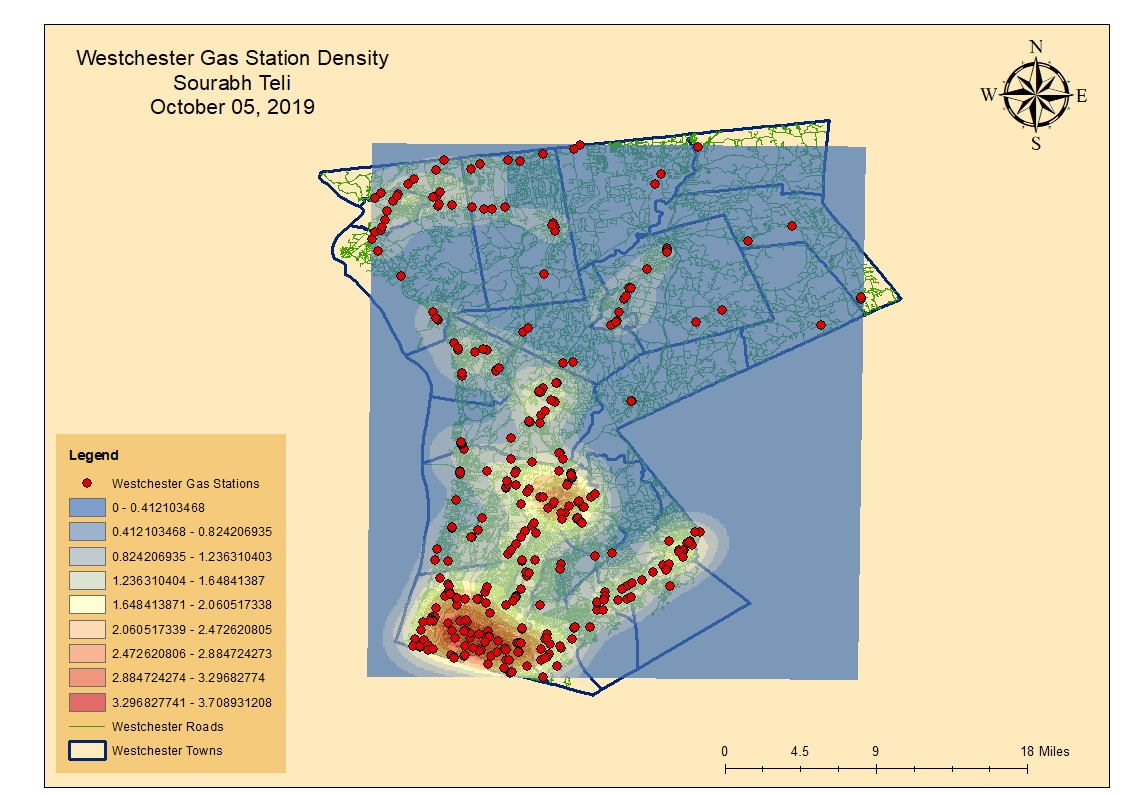 Westchester Gas Station Density
Sourabh Teli
October 05, 2019
N
W
E
S
Legend
Westchester Gas Stations
0 - 0.412103468
0.412103468 - 0.824206935
0.824206935 - 1.236310403
1.236310404 - 1.64841387
1.648413871 - 2.060517338
2.060517339 - 2.472620805
2.472620806 - 2.884724273
2.884724274 - 3.29682774
3.296827741 - 3.708931208
Westchester Roads
Westchester Towns
0 4.5 9 18 Miles